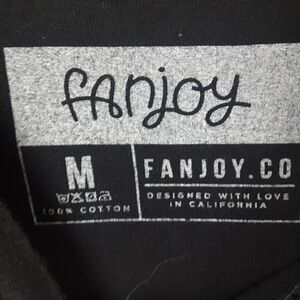 fanjoy
M
100% COTTON
FANJOY.CO
DESIGNED WITH LOVE
IN CALIFORNIA